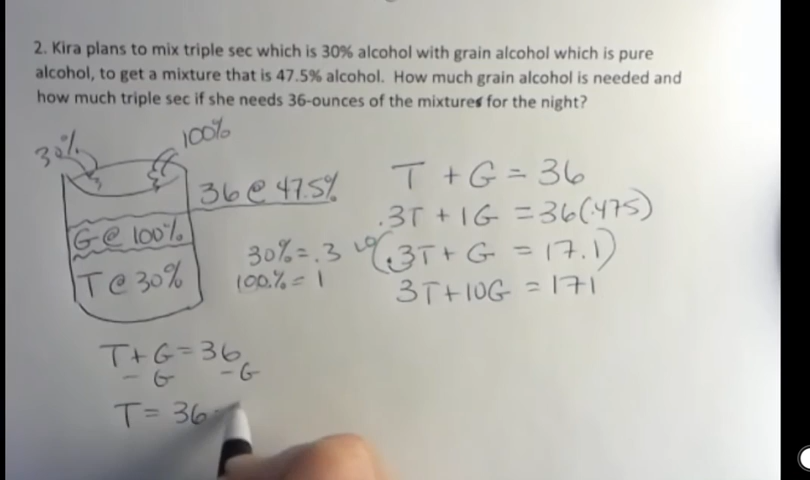 2. Kira plans to mix triple sec which is 30% alcohol with grain alcohol which is pure
alcohol, to get a mixture that is 47.5% alcohol. How much grain alcohol is needed and
how much triple sec if she needs 36-ounces of the mixtures for the night?
30%
100%
36 @ 47.5%
G @ 100%
T @ 30%
30% = .3
100.% = 1
T + G = 36
.3T + 1G = 36(.475)
10(.3T + G = 17.1)
3T + 10G = 171
T + G = 36
- G -G
T = 36 -